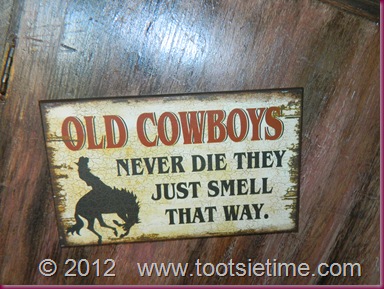 OLD COWBOYS
NEVER DIE THEY
JUST SMELL
THAT WAY.
© 2012 www.tootsietime.com